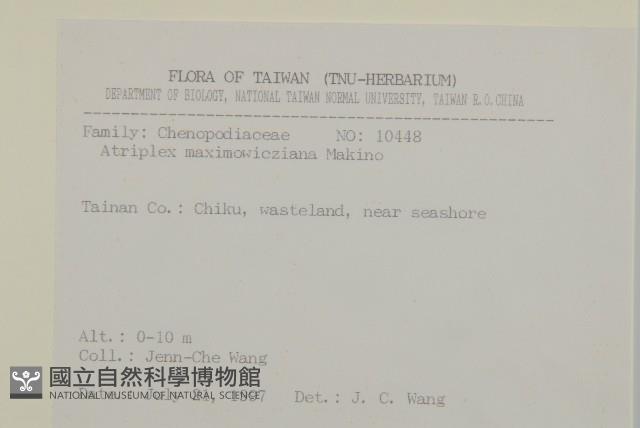 FLORA OF TAIWAN (TNU-HERBARIUM)
DEPARTMENT OF BIOLOGY, NATIONAL TAIWAN NORMAL UNIVERSITY, TAIWAN R.O.CHINA
Family: Chenopodiaceae NO: 10448
Atriplex maximowicziana Makino
Tainan Co.: Chiku, wasteland, near seashore
Alt.: 0-10 m
Coll.: Jenn-Che Wang
國立自然科學博物館
NATIONAL MUSEUM OF NATURAL SCIENCE
July 1997 Det.: J. C. Wang